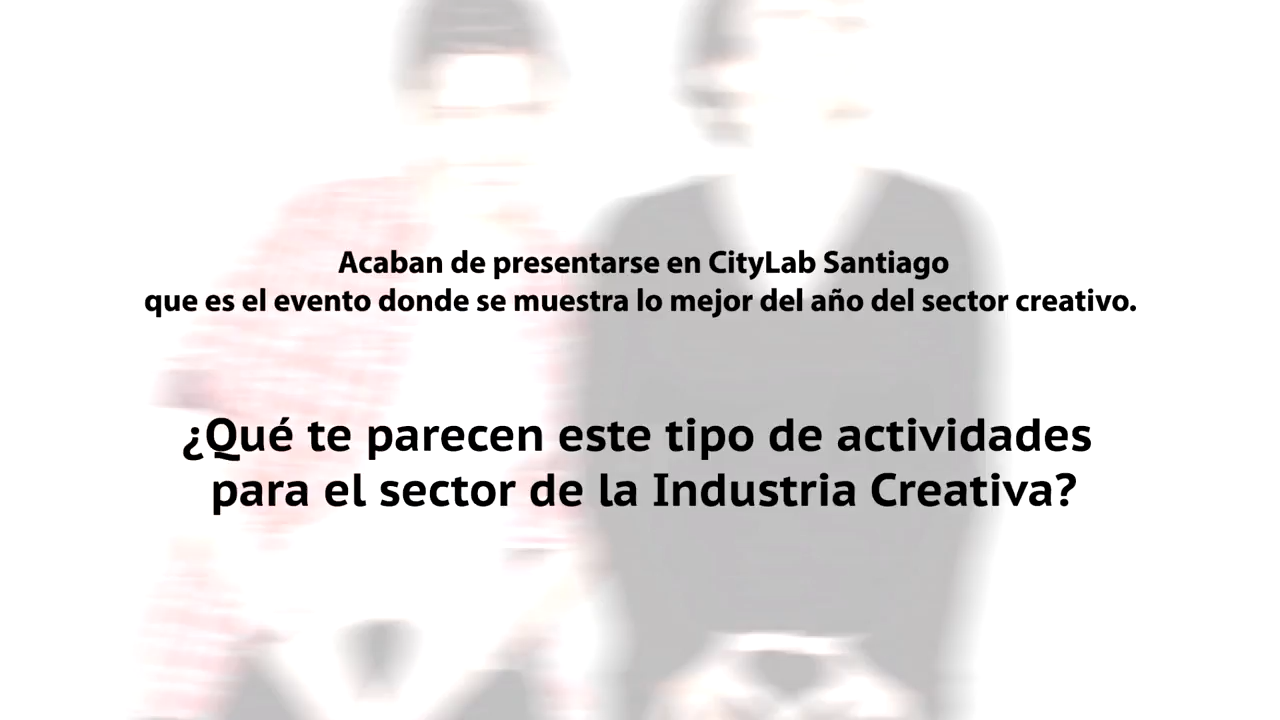 Acaban de presentarse en CityLab Santiago
que es el evento donde se muestra lo mejor del año del sector creativo.
¿Qué te parecen este tipo de actividades
para el sector de la Industria Creativa?